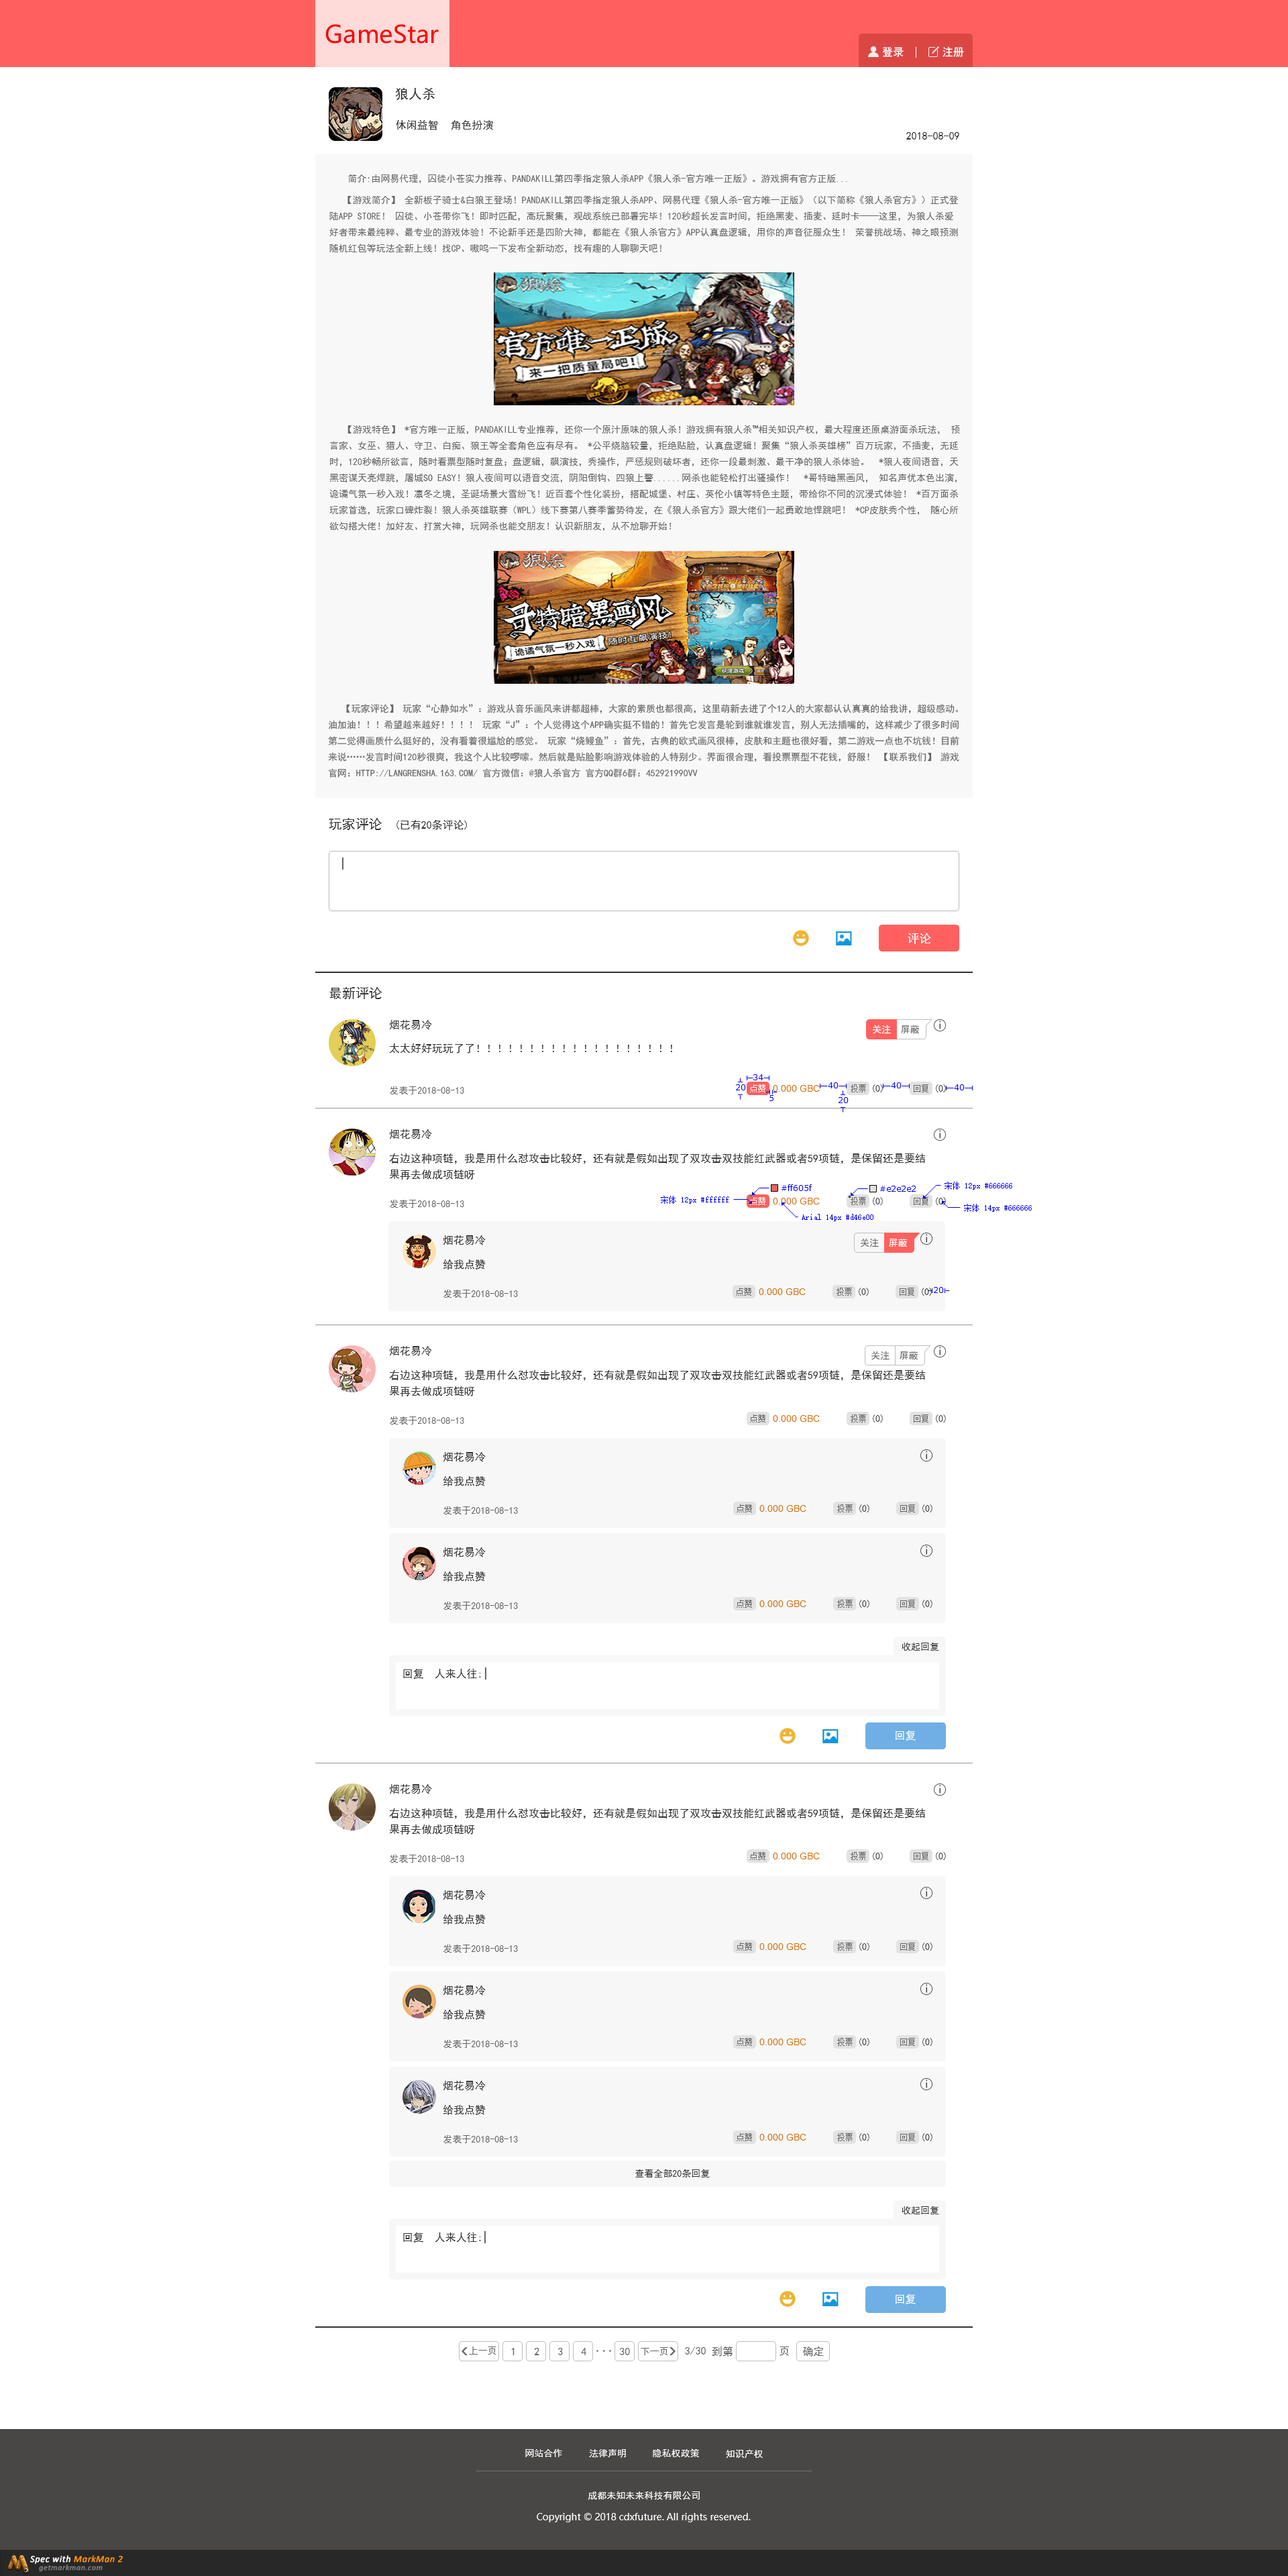 GameStar
登录 | 注册
狼人杀
休闲益智 角色扮演
2018-08-09
简介:由网易代理，囚徒小苍实力推荐、PANDAKILL第四季指定狼人杀APP《狼人杀-官方唯一正版》。游戏拥有官方正版...
【游戏简介】 全新板子骑士&白狼王登场！PANDAKILL第四季指定狼人杀APP、网易代理《狼人杀-官方唯一正版》（以下简称《狼人杀官方》）正式登
陆APP STORE！ 囚徒、小苍带你飞！即时匹配，高玩聚集，观战系统已部署完毕！120秒超长发言时间，拒绝黑麦、插麦、延时卡——这里，为狼人杀爱
好者带来最纯粹、最专业的游戏体验！不论新手还是四阶大神，都能在《狼人杀官方》APP认真盘逻辑，用你的声音征服众生！ 荣誉挑战场、神之眼预测
随机红包等玩法全新上线！找CP、嗷呜一下发布全新动态，找有趣的人聊聊天吧！
狼人杀
官方唯一正版
来一把质量局吧！
【游戏特色】 *官方唯一正版，PANDAKILL专业推荐，还你一个原汁原味的狼人杀！游戏拥有狼人杀™相关知识产权，最大程度还原桌游面杀玩法， 预
言家、女巫、猎人、守卫、白痴、狼王等全套角色应有尽有。 *公平烧脑较量，拒绝贴脸，认真盘逻辑！聚集“狼人杀英雄榜”百万玩家，不插麦，无延
时，120秒畅所欲言，随时看票型随时复盘；盘逻辑，飙演技，秀操作，严惩规则破坏者，还你一段最刺激、最干净的狼人杀体验。 *狼人夜间语音，天
黑密谋天亮焊跳，屠城SO EASY！狼人夜间可以语音交流，阴阳倒钩、四狼上警......网杀也能轻松打出骚操作！ *哥特暗黑画风， 知名声优本色出演，
诡谲气氛一秒入戏！凛冬之境，圣诞场景大雪纷飞！近百套个性化装扮，搭配城堡、村庄、英伦小镇等特色主题，带给你不同的沉浸式体验！ *百万面杀
玩家首选，玩家口碑炸裂！狼人杀英雄联赛（WPL）线下赛第八赛季蓄势待发，在《狼人杀官方》跟大佬们一起勇敢地悍跳吧！ *CP皮肤秀个性， 随心所
欲勾搭大佬！加好友、打赏大神，玩网杀也能交朋友！认识新朋友，从不尬聊开始！
狼人杀
哥特暗黑画风
诡谲气氛一秒入戏 随时上飙演技！
【玩家评论】 玩家“心静如水”：游戏从音乐画风来讲都超棒，大家的素质也都很高，这里萌新去进了个12人的大家都认认真真的给我讲，超级感动。
油加油！！！希望越来越好！！！！ 玩家“J”：个人觉得这个APP确实挺不错的！首先它发言是轮到谁就谁发言，别人无法插嘴的，这样减少了很多时间
第二觉得画质什么挺好的，没有看着很尴尬的感觉。 玩家“烧鳗鱼”：首先，古典的欧式画风很棒，皮肤和主题也很好看，第二游戏一点也不坑钱！目前
来说……发言时间120秒很爽，我这个人比较啰嗦。然后就是贴脸影响游戏体验的人特别少。界面很合理，看投票票型不花钱，舒服！ 【联系我们】 游戏
官网：HTTP://LANGRENSHA.163.COM/ 官方微信：@狼人杀官方 官方QQ群6群：452921990VV
玩家评论 （已有20条评论）
评论
最新评论
烟花易冷
关注 屏蔽
太太好好玩玩了了！！！！！！！！！！！！！！！！！！！
发表于2018-08-13
34
20
5
点赞 0.000 GBC 40 投票 (0) 40 回复 (0) 40
20
烟花易冷
右边这种项链，我是用什么怼攻击比较好，还有就是假如出现了双攻击双技能红武器或者59项链，是保留还是要结
果再去做成项链呀
发表于2018-08-13
#ff605f
#e2e2e2
宋体 12px #666666
宋体 12px #ffffff
点赞 0.000 GBC 投票 (0) 回复 (0)
宋体 14px #666666
Arial 14px #d46e00
烟花易冷
关注 屏蔽
给我点赞
发表于2018-08-13
点赞 0.000 GBC 投票 (0) 回复 (0) 20
烟花易冷
关注 屏蔽
右边这种项链，我是用什么怼攻击比较好，还有就是假如出现了双攻击双技能红武器或者59项链，是保留还是要结
果再去做成项链呀
发表于2018-08-13
点赞 0.000 GBC 投票 (0) 回复 (0)
烟花易冷
给我点赞
发表于2018-08-13
点赞 0.000 GBC 投票 (0) 回复 (0)
烟花易冷
给我点赞
发表于2018-08-13
点赞 0.000 GBC 投票 (0) 回复 (0)
收起回复
回复 人来人往:
回复
烟花易冷
右边这种项链，我是用什么怼攻击比较好，还有就是假如出现了双攻击双技能红武器或者59项链，是保留还是要结
果再去做成项链呀
发表于2018-08-13
点赞 0.000 GBC 投票 (0) 回复 (0)
烟花易冷
给我点赞
发表于2018-08-13
点赞 0.000 GBC 投票 (0) 回复 (0)
烟花易冷
给我点赞
发表于2018-08-13
点赞 0.000 GBC 投票 (0) 回复 (0)
烟花易冷
给我点赞
发表于2018-08-13
点赞 0.000 GBC 投票 (0) 回复 (0)
查看全部20条回复
收起回复
回复 人来人往:
回复
上一页 1 2 3 4 ··· 30 下一页 3/30 到第 页 确定
网站合作 法律声明 隐私权政策 知识产权
成都未知未来科技有限公司
Copyright © 2018 cdxfuture. All rights reserved.
Spec with MarkMan 2
getmarkman.com